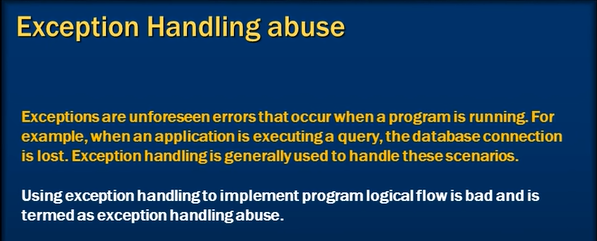 Exception Handling abuse
Exceptions are unforeseen errors that occur when a program is running. For
example, when an application is executing a query, the database connection
is lost. Exception handling is generally used to handle these scenarios.
Using exception handling to implement program logical flow is bad and is
termed as exception handling abuse.